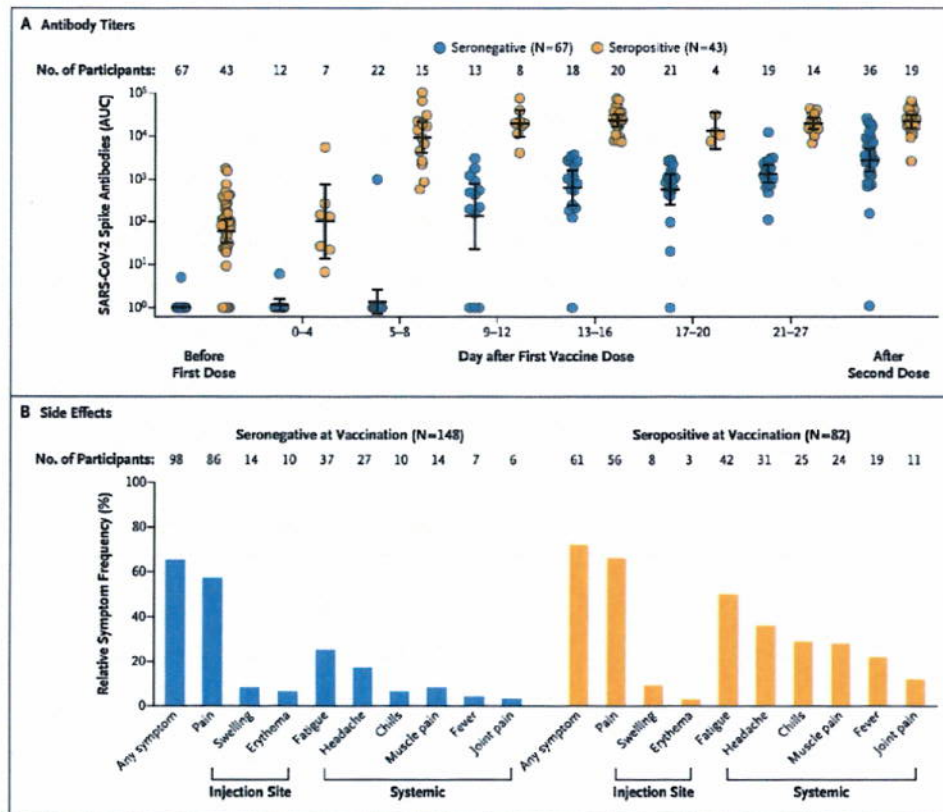 A Antibody Titers
Seronegative (N=67) Seropositive (N=43)
No. of Participants: 67 43 12 7 22 15 13 8 18 20 21 4 19 14 36 19
SARS-CoV-2 Spike Antibodies (AUC)
10⁵
10⁴
10³
10²
10¹
10⁰
0–4 5–8 9–12 13–16 17–20 21–27
Before First Dose
Day after First Vaccine Dose
After Second Dose
B Side Effects
Seronegative at Vaccination (N=148) Seropositive at Vaccination (N=82)
No. of Participants: 98 86 14 10 37 27 10 14 7 6 61 56 8 3 42 31 25 24 19 11
Relative Symptom Frequency (%)
100
80
60
40
20
0
Any symptom Pain Swelling Erythema Fatigue Headache Chills Muscle pain Fever Joint pain Any symptom Pain Swelling Erythema Fatigue Headache Chills Muscle pain Fever Joint pain
Injection Site Systemic Injection Site Systemic